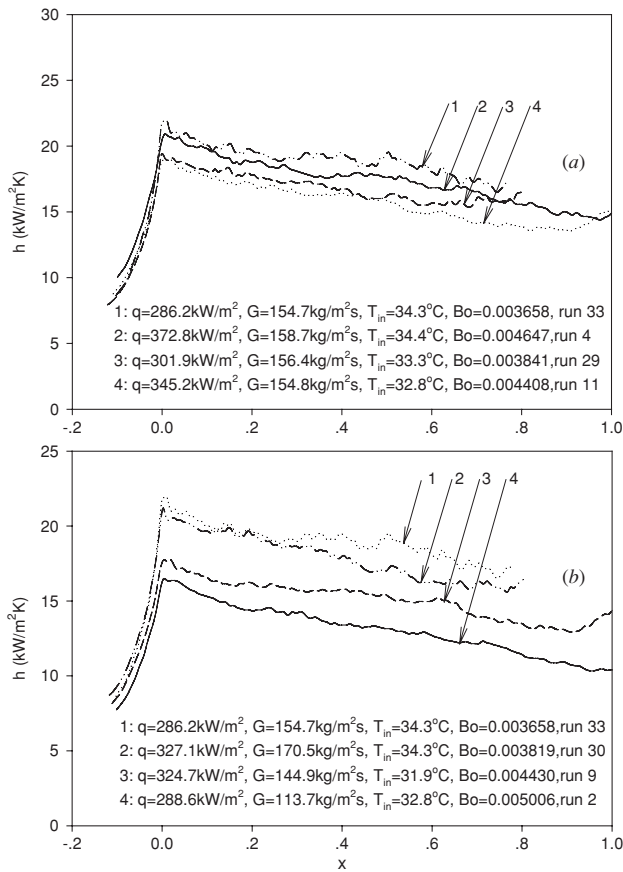 30
25
20
15
10
5
0
h (kW/m²K)
1 2 3 4
(a)
1: q=286.2kW/m², G=154.7kg/m²s, Tᵢₙ=34.3°C, Bo=0.003658, run 33
2: q=372.8kW/m², G=158.7kg/m²s, Tᵢₙ=34.4°C, Bo=0.004647, run 4
3: q=301.9kW/m², G=156.4kg/m²s, Tᵢₙ=33.3°C, Bo=0.003841, run 29
4: q=345.2kW/m², G=154.8kg/m²s, Tᵢₙ=32.8°C, Bo=0.004408,run 11
-.2 0.0 .2 .4 .6 .8 1.0
25
20
15
10
5
0
h (kW/m²K)
1 2 3 4
(b)
1: q=286.2kW/m², G=154.7kg/m²s, Tᵢₙ=34.3°C, Bo=0.003658,run 33
2: q=327.1kW/m², G=170.5kg/m²s, Tᵢₙ=34.3°C, Bo=0.003819,run 30
3: q=324.7kW/m², G=144.9kg/m²s, Tᵢₙ=31.9°C, Bo=0.004430,run 9
4: q=288.6kW/m², G=113.7kg/m²s, Tᵢₙ=32.8°C, Bo=0.005006,run 2
-.2 0.0 .2 .4 .6 .8 1.0
x